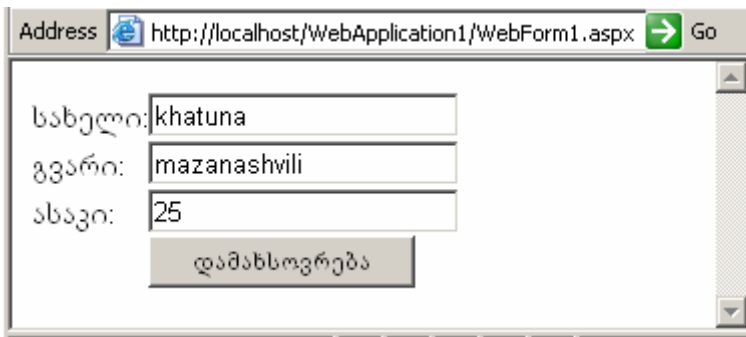 Address http://localhost/WebApplication1/WebForm1.aspx Go
სახელი: khatuna
გვარი: mazanashvili
ასაკი: 25
დამახსოვრება